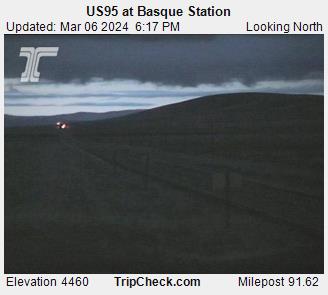 US95 at Basque Station
Updated: Mar 06 2024 6:17 PM Looking North
Elevation 4460 TripCheck.com Milepost 91.62